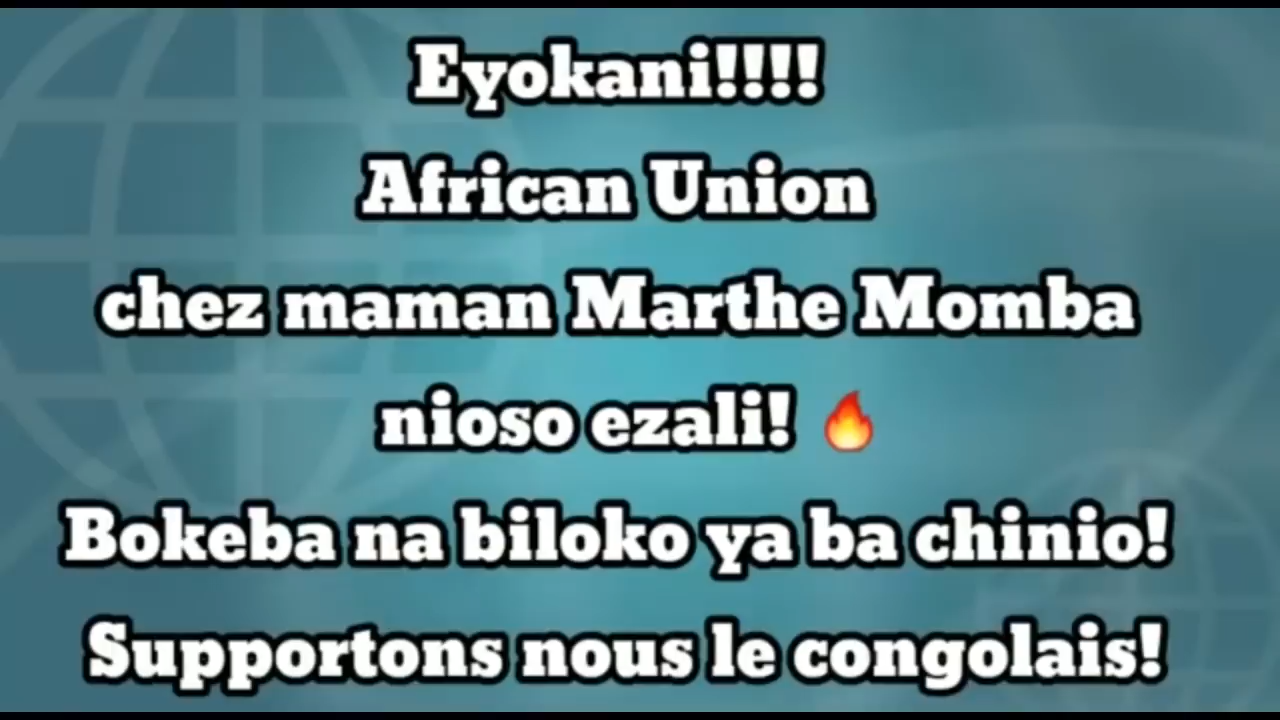 Eyokani!!!!
African Union
chez maman Marthe Momba
nioso ezali! 🔥
Bokeba na biloko ya ba chinio!
Supportons nous le congolais!